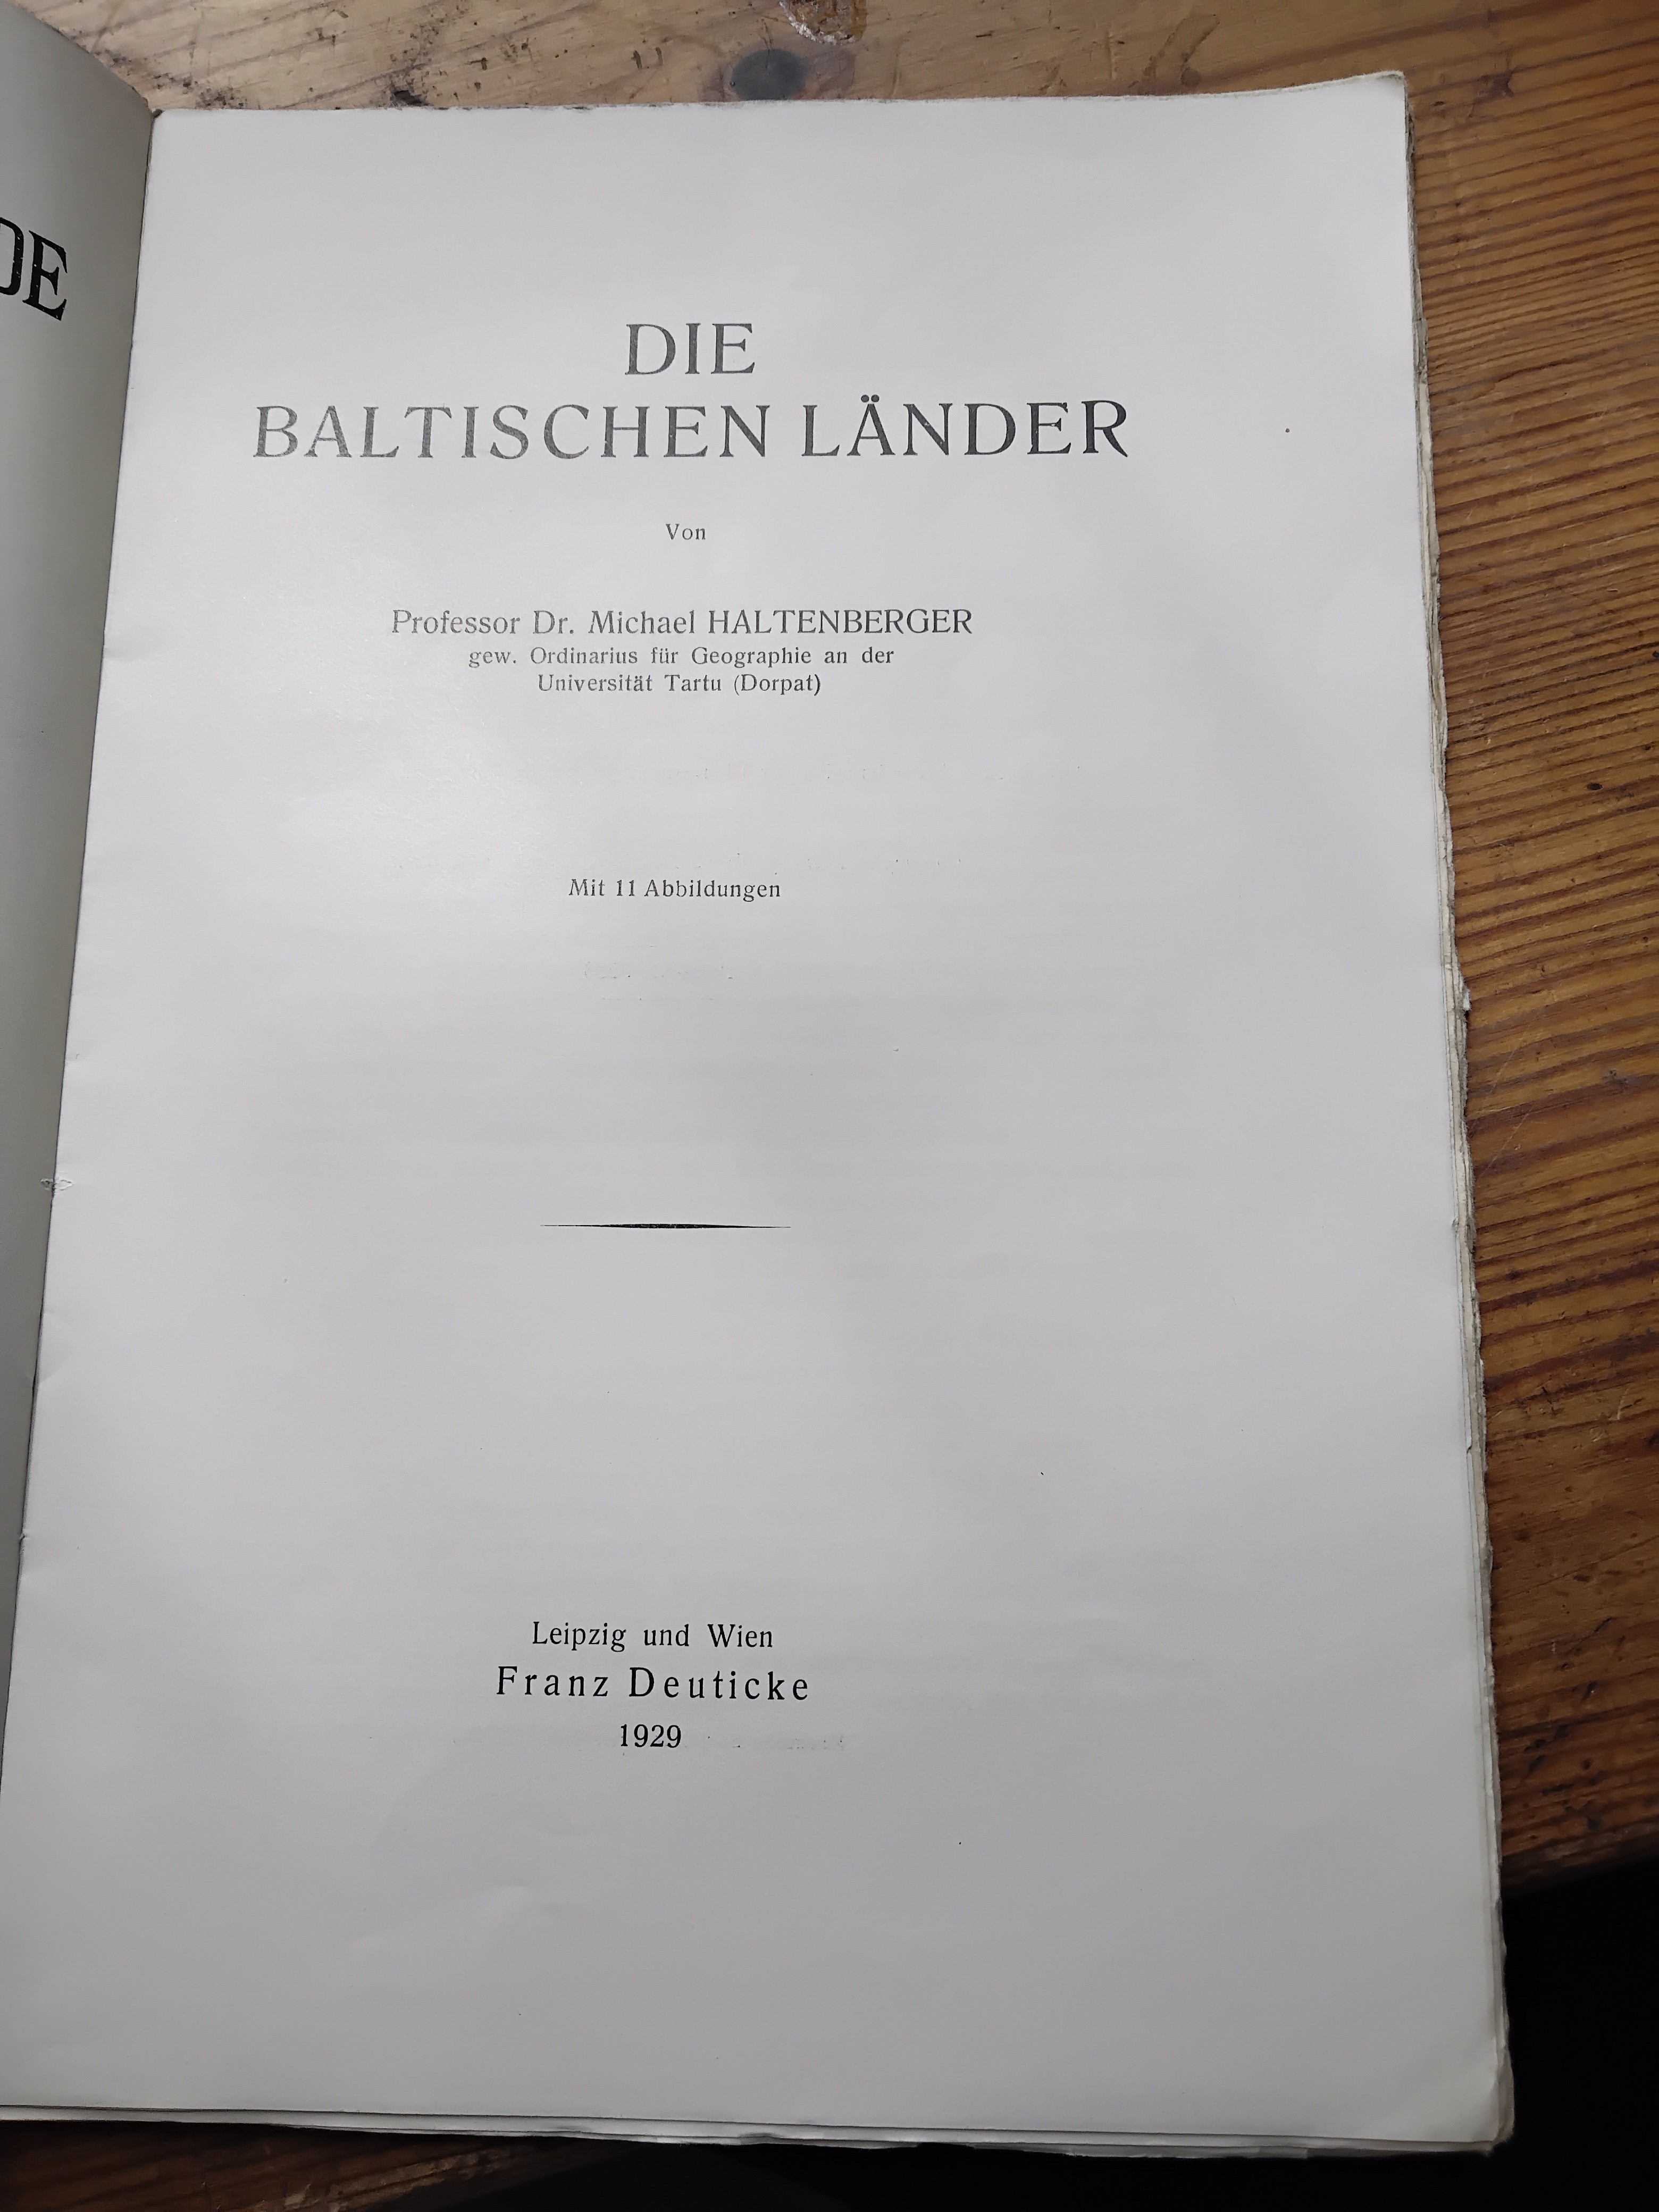 DE
DIE
BALTISCHEN LÄNDER
Von
Professor Dr. Michael HALTENBERGER
gew. Ordinarius für Geographie an der
Universität Tartu (Dorpat)
Mit 11 Abbildungen
Leipzig und Wien
Franz Deuticke
1929